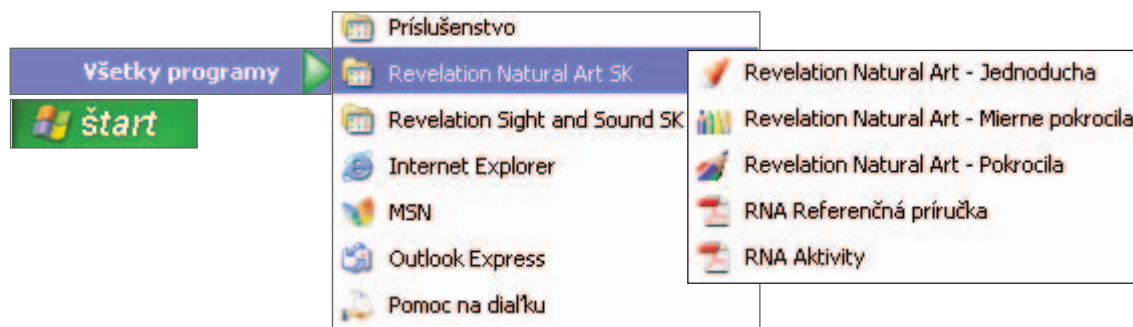 Všetky programy
štart
Príslušenstvo
Revelation Natural Art SK
Revelation Sight and Sound SK
Internet Explorer
MSN
Outlook Express
Pomoc na diaľku
Revelation Natural Art - Jednoducha
Revelation Natural Art - Mierne pokrocila
Revelation Natural Art - Pokrocila
RNA Referenčná príručka
RNA Aktivity